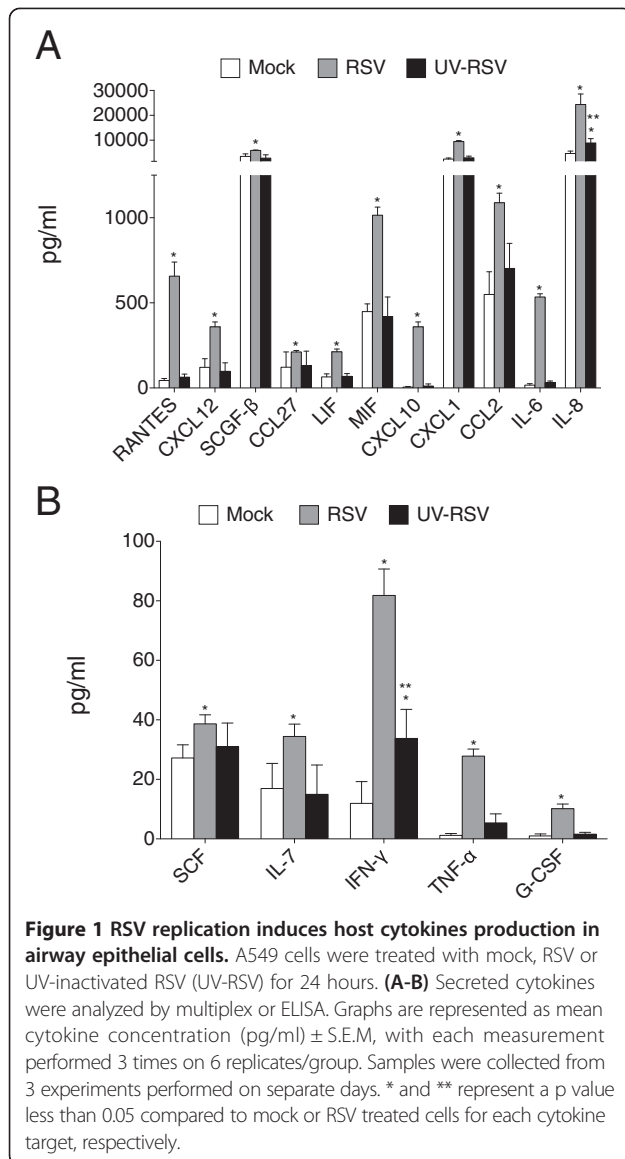 A
Mock RSV UV-RSV
30000
20000
10000
1000
500
0
pg/ml
* * * * * * * * * * * ** *
RANTES CXCL12 SCGF-β CCL27 LIF MIF CXCL10 CXCL1 CCL2 IL-6 IL-8
B
Mock RSV UV-RSV
100
80
60
40
20
0
pg/ml
* * * ** * * *
SCF IL-7 IFN-γ TNF-α G-CSF
Figure 1 RSV replication induces host cytokines production in
airway epithelial cells. A549 cells were treated with mock, RSV or
UV-inactivated RSV (UV-RSV) for 24 hours. (A-B) Secreted cytokines
were analyzed by multiplex or ELISA. Graphs are represented as mean
cytokine concentration (pg/ml) ± S.E.M, with each measurement
performed 3 times on 6 replicates/group. Samples were collected from
3 experiments performed on separate days. * and ** represent a p value
less than 0.05 compared to mock or RSV treated cells for each cytokine
target, respectively.